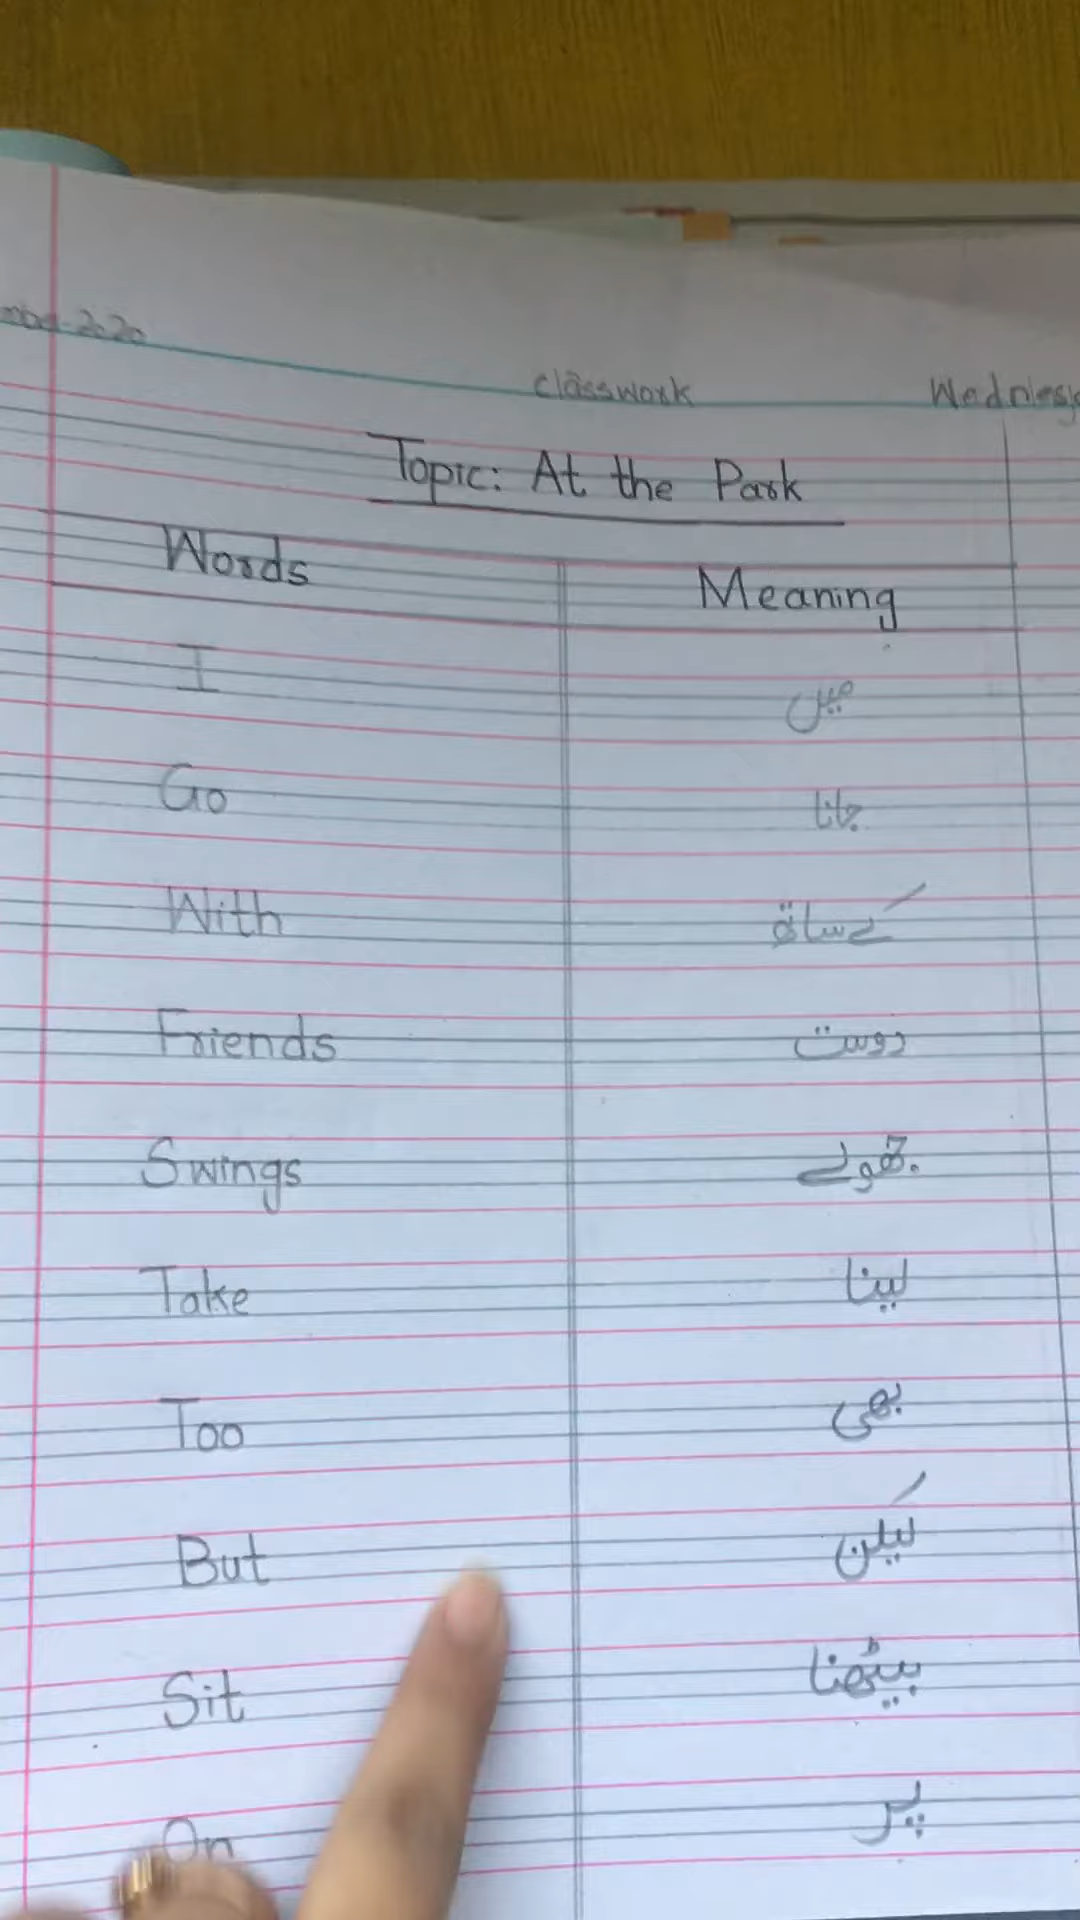 2020
classwork
Topic: At the Park
Words Meaning
I میں
Go جانا
With کے ساتھ
Friends دوست
Swings جھولے
Take لینا
Too بھی
But لیکن
Sit بیٹھنا
On پر